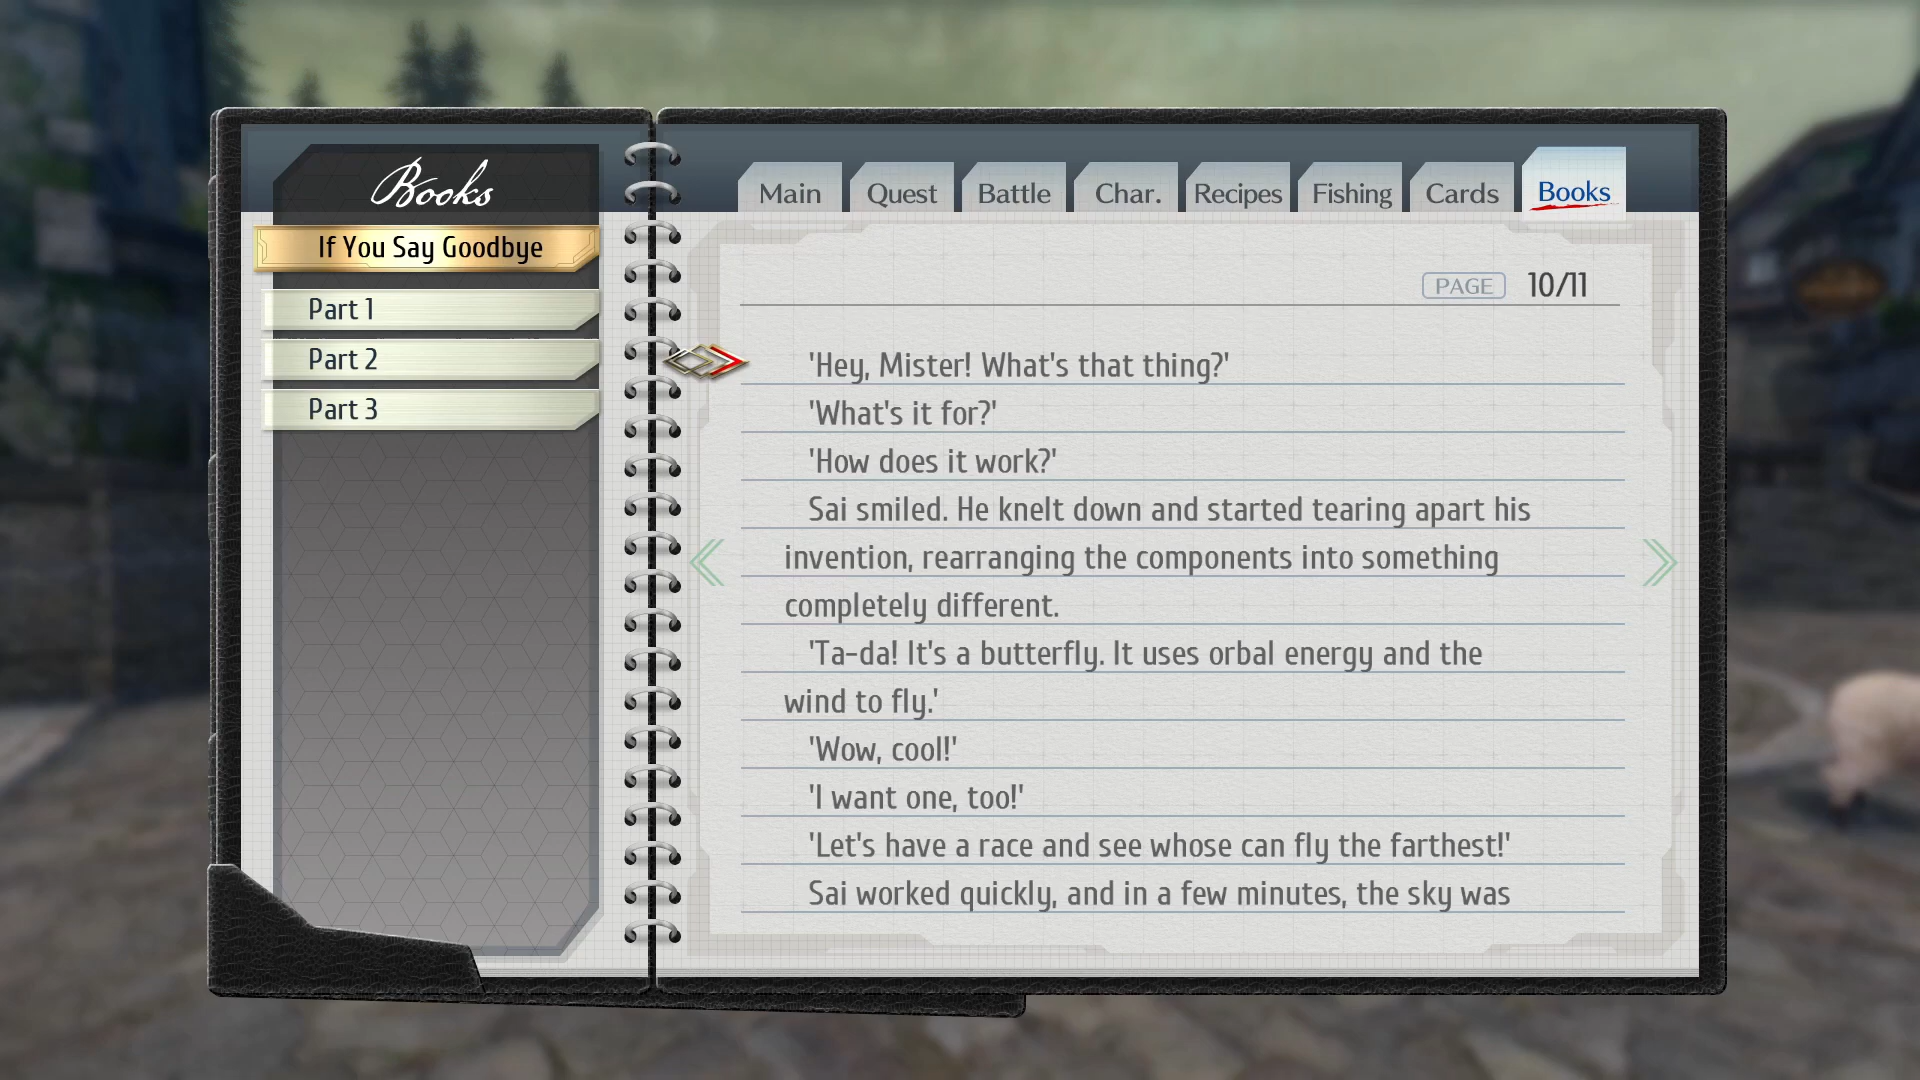 Books
If You Say Goodbye
Part 1
Part 2
Part 3
Main
Quest
Battle
Char.
Recipes
Fishing
Cards
Books
PAGE 10/11
'Hey, Mister! What's that thing?'
'What's it for?'
'How does it work?'
Sai smiled. He knelt down and started tearing apart his
invention, rearranging the components into something
completely different.
'Ta-da! It's a butterfly. It uses orbal energy and the
wind to fly.'
'Wow, cool!'
'I want one, too!'
'Let's have a race and see whose can fly the farthest!'
Sai worked quickly, and in a few minutes, the sky was